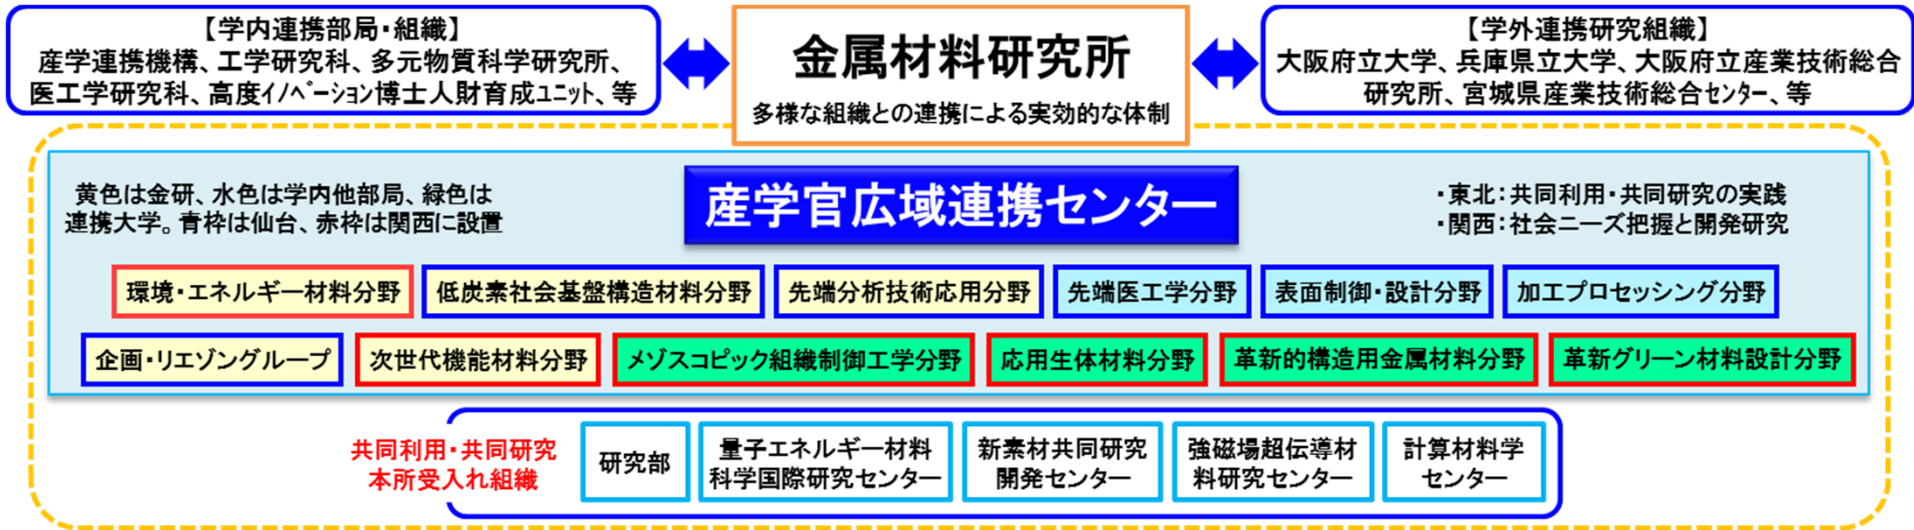 【学内連携部局・組織】
産学連携機構、工学研究科、多元物質科学研究所、
医工学研究科、高度イノベーション博士人財育成ユニット、等
金属材料研究所
多様な組織との連携による実効的な体制
【学外連携研究組織】
大阪府立大学、兵庫県立大学、大阪府立産業技術総合
研究所、宮城県産業技術総合センター、等
黄色は金研、水色は学内他部局、緑色は
連携大学。青枠は仙台、赤枠は関西に設置
産学官広域連携センター
・東北：共同利用・共同研究の実践
・関西：社会ニーズ把握と開発研究
環境・エネルギー材料分野
低炭素社会基盤構造材料分野
先端分析技術応用分野
先端医工学分野
表面制御・設計分野
加工プロセッシング分野
企画・リエゾングループ
次世代機能材料分野
メゾスコピック組織制御工学分野
応用生体材料分野
革新的構造用金属材料分野
革新グリーン材料設計分野
共同利用・共同研究
本所受入れ組織
研究部
量子エネルギー材料
科学国際研究センター
新素材共同研究
開発センター
強磁場超伝導材
料研究センター
計算材料学
センター